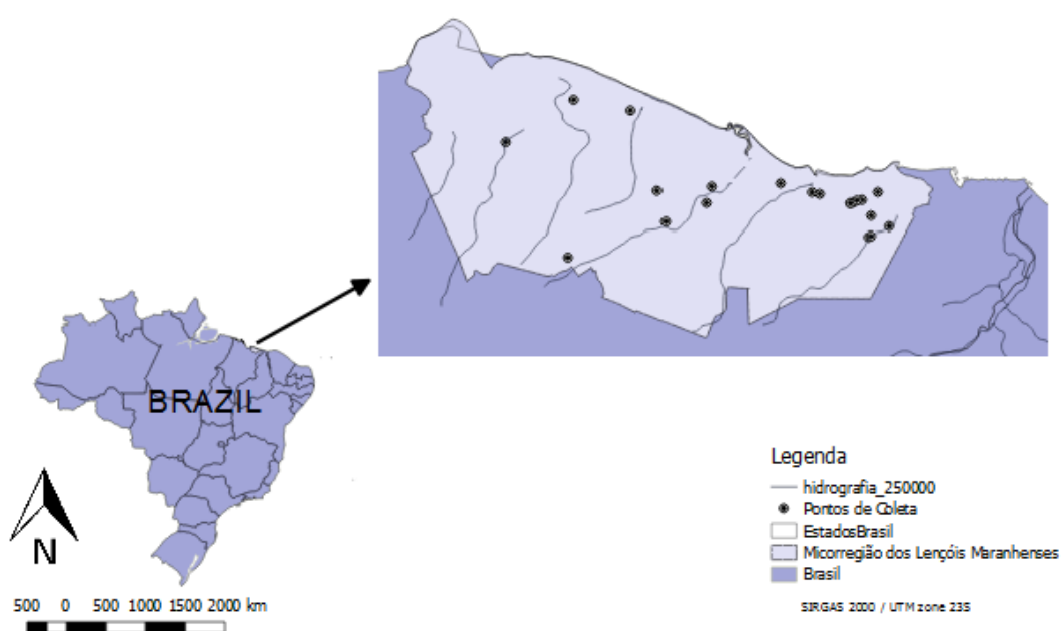 BRAZIL
N
500 0 500 1000 1500 2000 km
Legenda
hidrografia_250000
Pontos de Coleta
EstadosBrasil
Micorregião dos Lençóis Maranhenses
Brasil
SIRGAS 2000 / UTM zone 23S